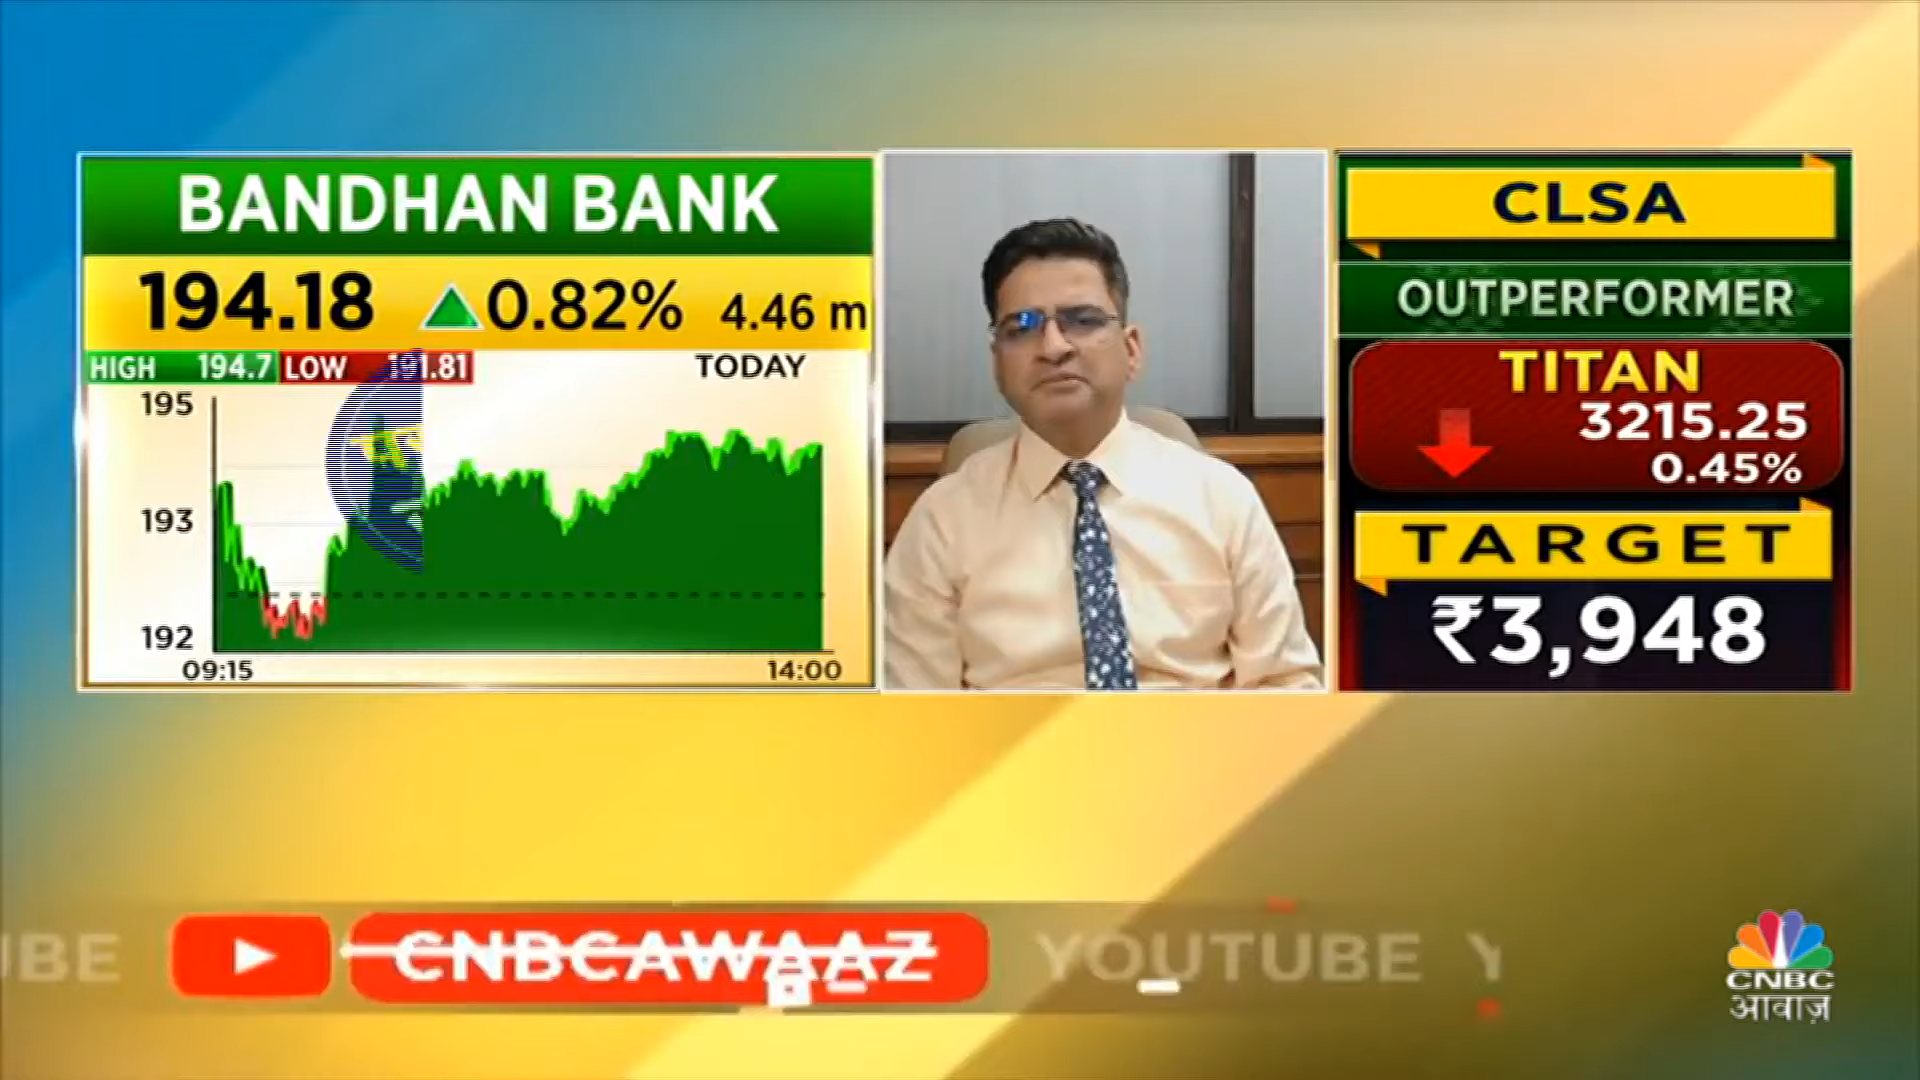 BANDHAN BANK
194.18 ▲0.82% 4.46 m
HIGH 194.7 LOW 191.81 TODAY
195
193
192
09:15 14:00
CLSA
OUTPERFORMER
TITAN
3215.25
0.45%
TARGET
₹3,948
UBE CNBCAWAAZ YOUTUBE Y
CNBC
आवाज़